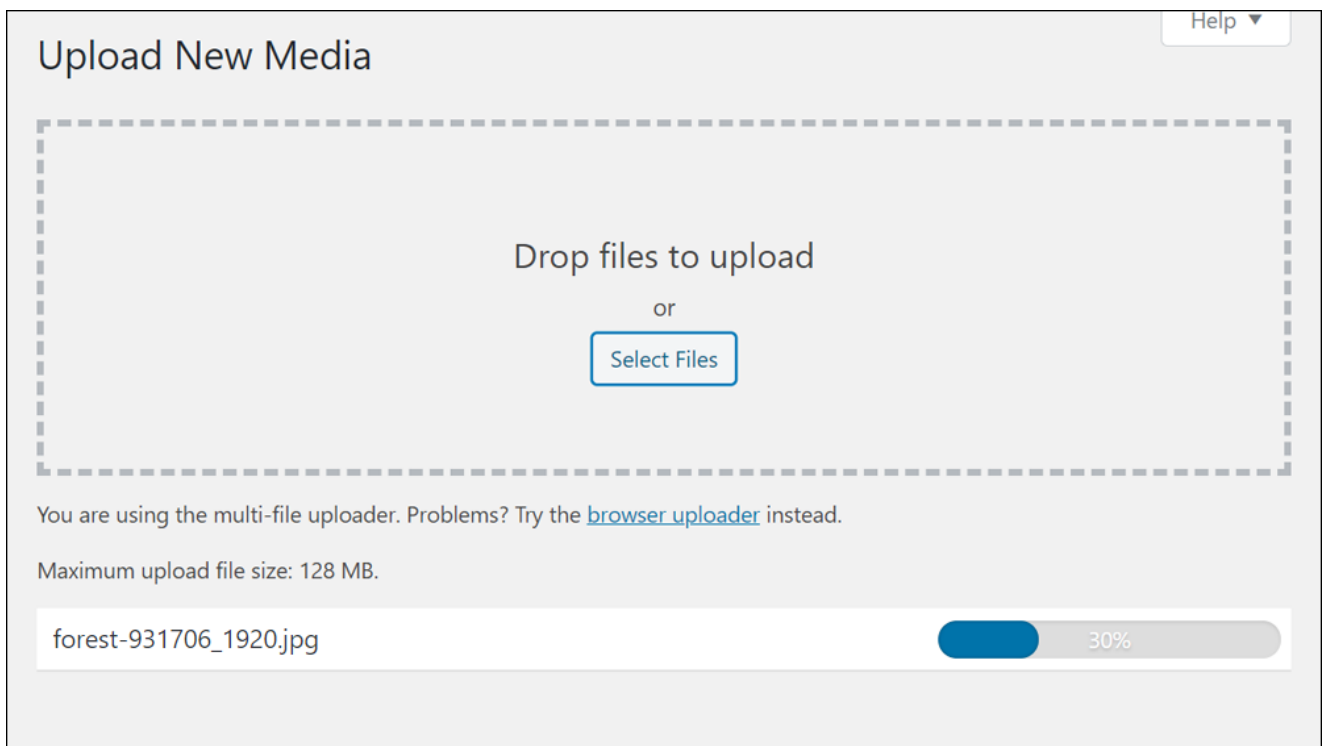 Help
Upload New Media
Drop files to upload
or
Select Files
You are using the multi-file uploader. Problems? Try the browser uploader instead.
Maximum upload file size: 128 MB.
forest-931706_1920.jpg 30%